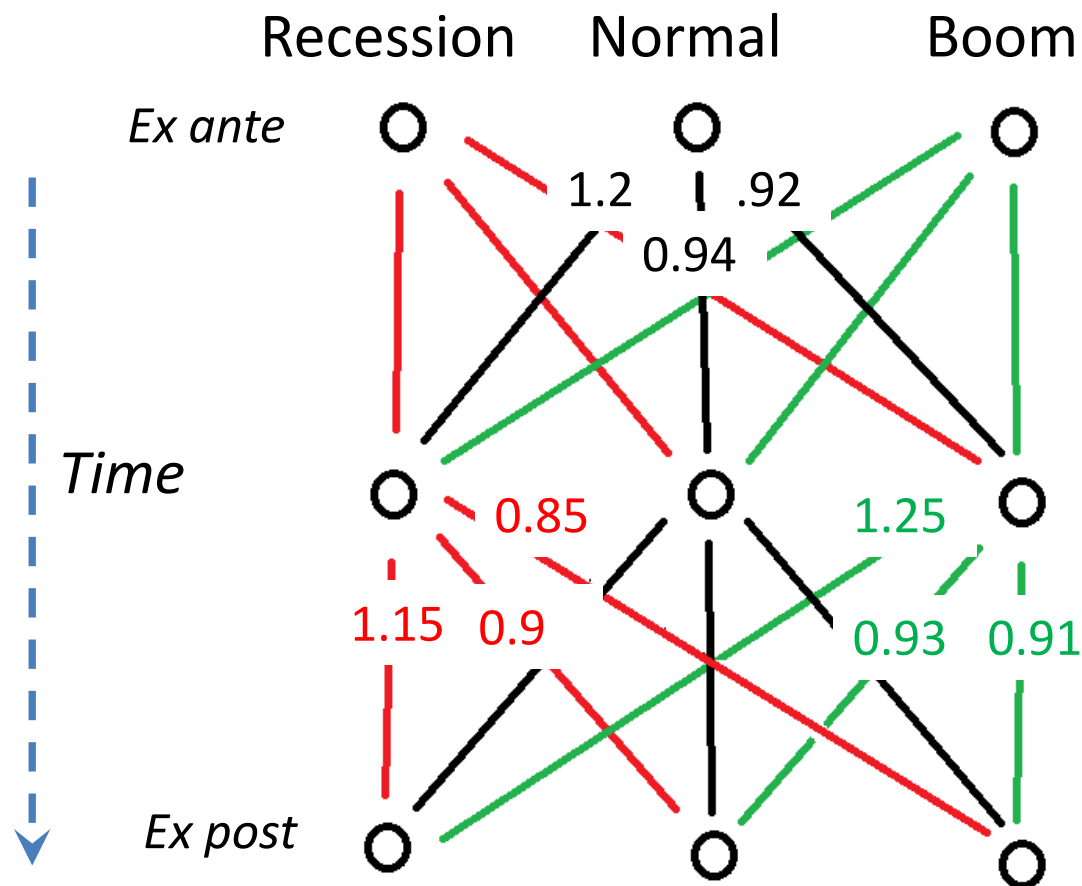 Recession Normal Boom
Ex ante
1.2 .92
0.94
Time
0.85 1.25
1.15 0.9 0.93 0.91
Ex post